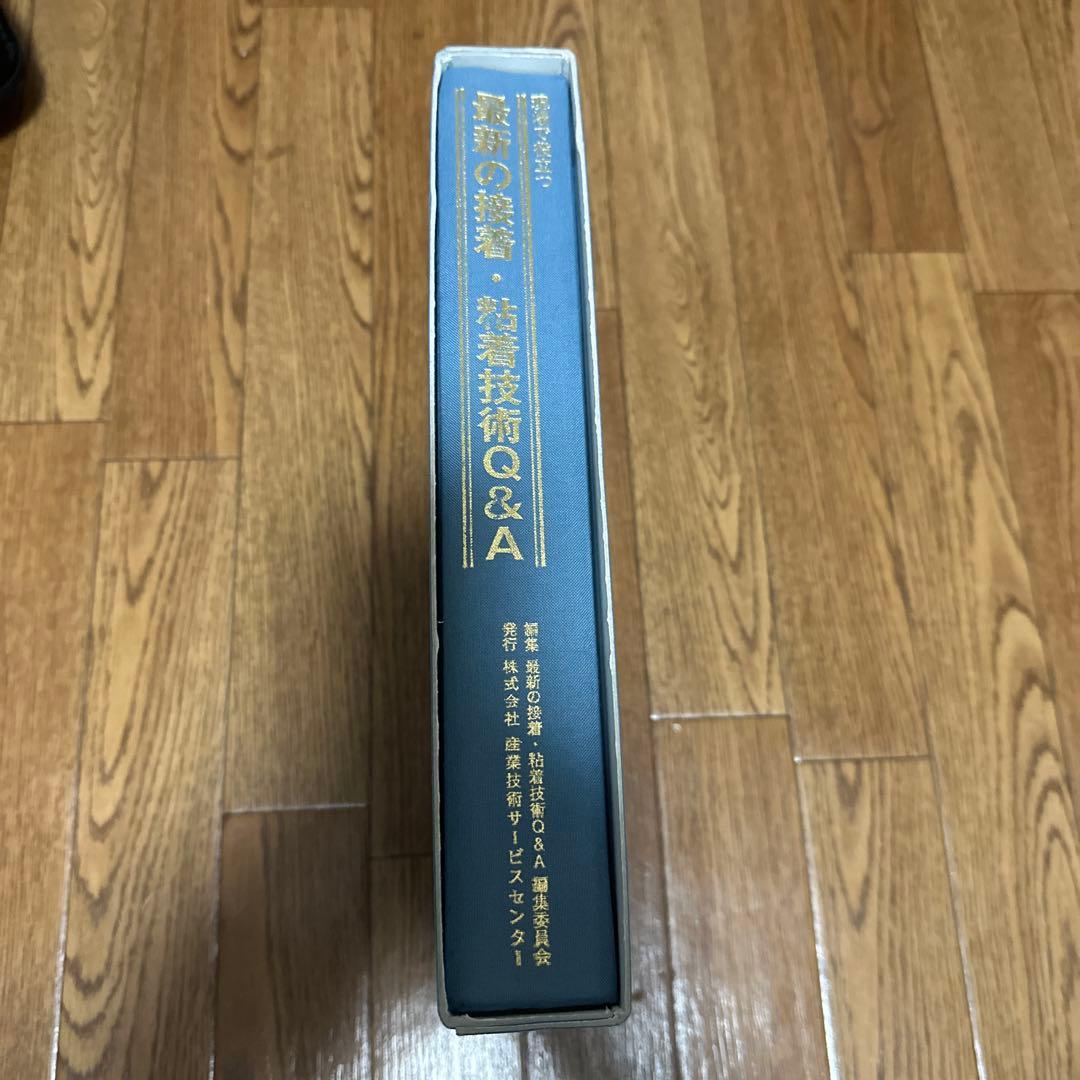 現場で役立つ
最新の接着・粘着技術Q&A
編集 最新の接着・粘着技術Q&A 編集委員会
発行 株式会社 産業技術サービスセンター